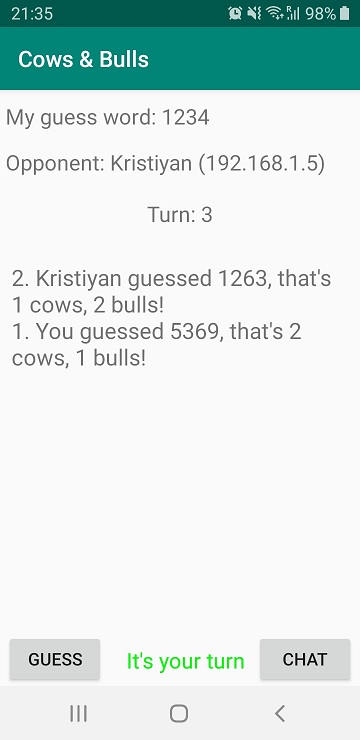 21:35 98%
Cows & Bulls
My guess word: 1234
Opponent: Kristiyan (192.168.1.5)
Turn: 3
2. Kristiyan guessed 1263, that's
1 cows, 2 bulls!
1. You guessed 5369, that's 2
cows, 1 bulls!
GUESS It's your turn CHAT